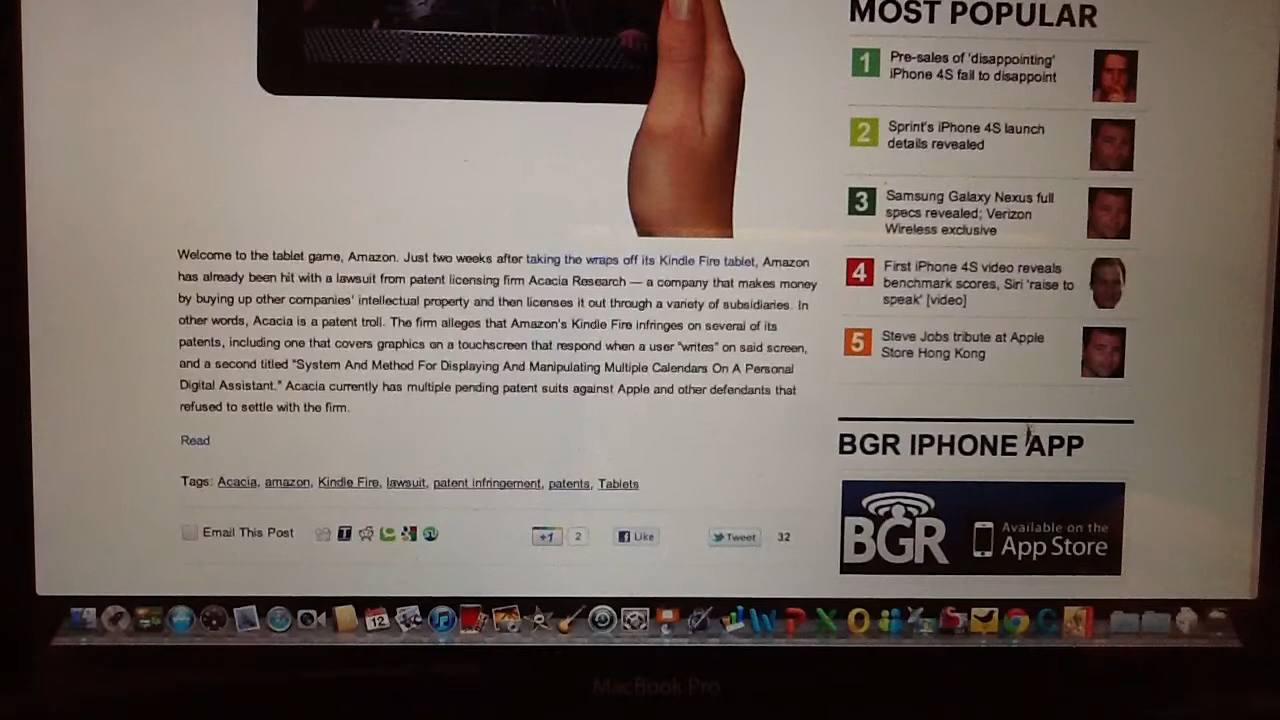 MOST POPULAR
1 Pre-sales of 'disappointing'
iPhone 4S fail to disappoint
2 Sprint's iPhone 4S launch
details revealed
3 Samsung Galaxy Nexus full
specs revealed; Verizon
Wireless exclusive
4 First iPhone 4S video reveals
benchmark scores, Siri 'raise to
speak' [video]
5 Steve Jobs tribute at Apple
Store Hong Kong
Welcome to the tablet game, Amazon. Just two weeks after taking the wraps off its Kindle Fire tablet, Amazon
has already been hit with a lawsuit from patent licensing firm Acacia Research — a company that makes money
by buying up other companies' intellectual property and then licenses it out through a variety of subsidiaries. In
other words, Acacia is a patent troll. The firm alleges that Amazon's Kindle Fire infringes on several of its
patents, including one that covers graphics on a touchscreen that respond when a user "writes" on said screen,
and a second titled "System And Method For Displaying And Manipulating Multiple Calendars On A Personal
Digital Assistant." Acacia currently has multiple pending patent suits against Apple and other defendants that
refused to settle with the firm.
Read
Tags: Acacia, amazon, Kindle Fire, lawsuit, patent infringement, patents, Tablets
Email This Post
+1 2 Like Tweet 32
BGR IPHONE APP
BGR
Available on the
App Store
12
MacBook Pro